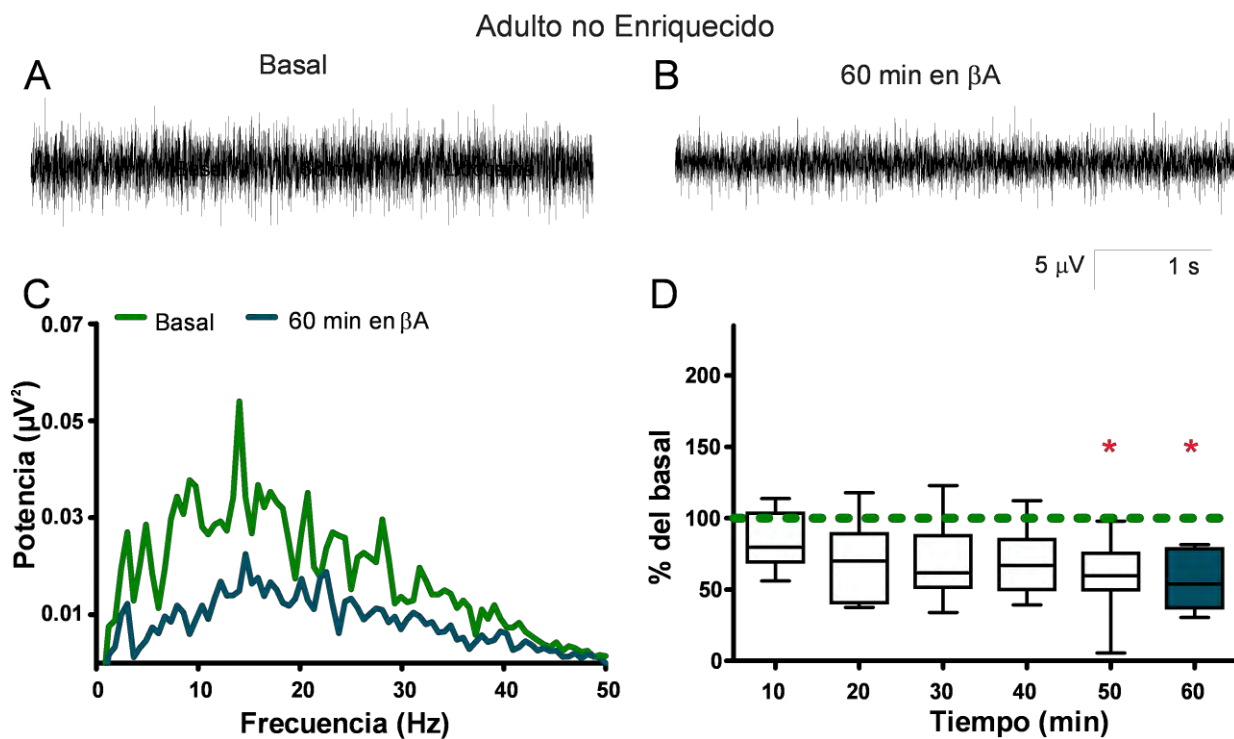 Adulto no Enriquecido
A
Basal
B
60 min en βA
5 μV
1 s
C
Basal
60 min en βA
Potencia (μV²)
0.07
0.05
0.03
0.01
0
10
20
30
40
50
Frecuencia (Hz)
D
% del basal
200
150
100
50
0
*
*
10
20
30
40
50
60
Tiempo (min)